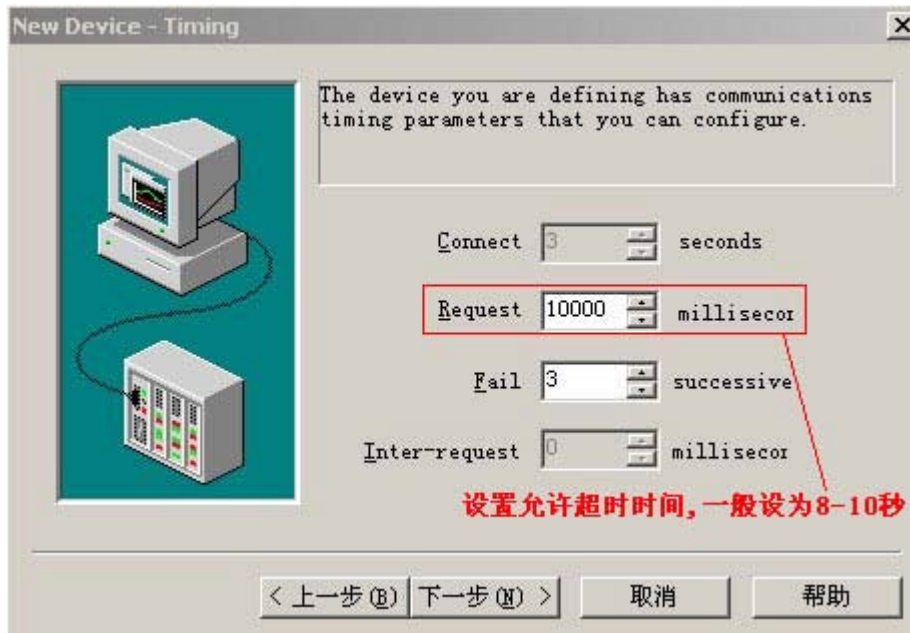 New Device - Timing
The device you are defining has communications
timing parameters that you can configure.
Connect 3 seconds
Request 10000 millisecor
Fail 3 successive
Inter-request 0 millisecor
设置允许超时时间,一般设为8-10秒
< 上一步(B) 下一步(N) > 取消 帮助